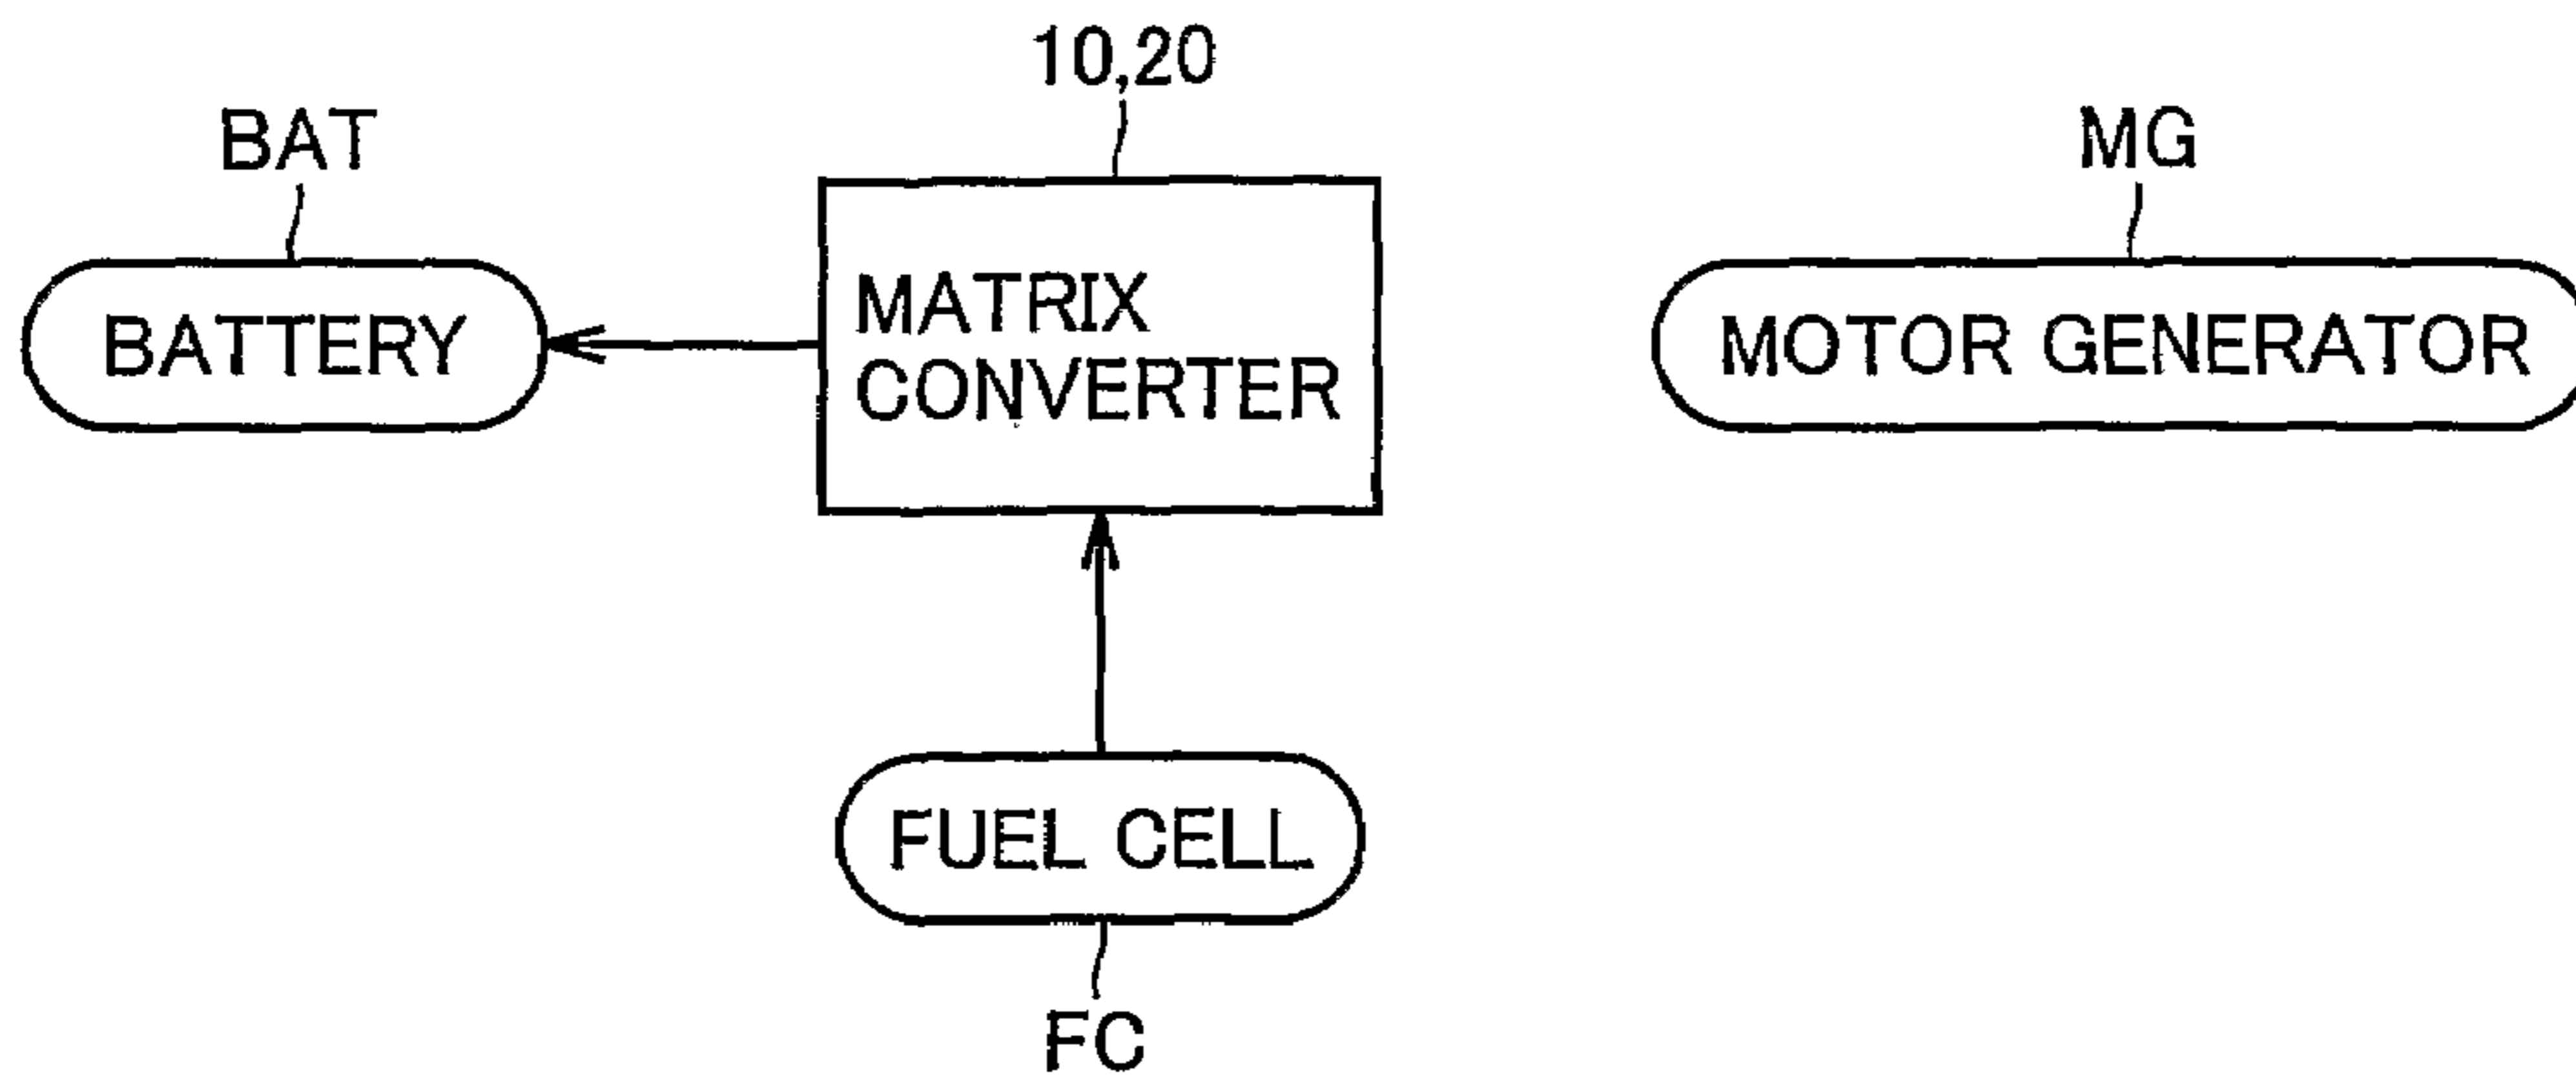 10,20
BAT
MG
BATTERY
MATRIX
CONVERTER
MOTOR GENERATOR
FUEL CELL
FC